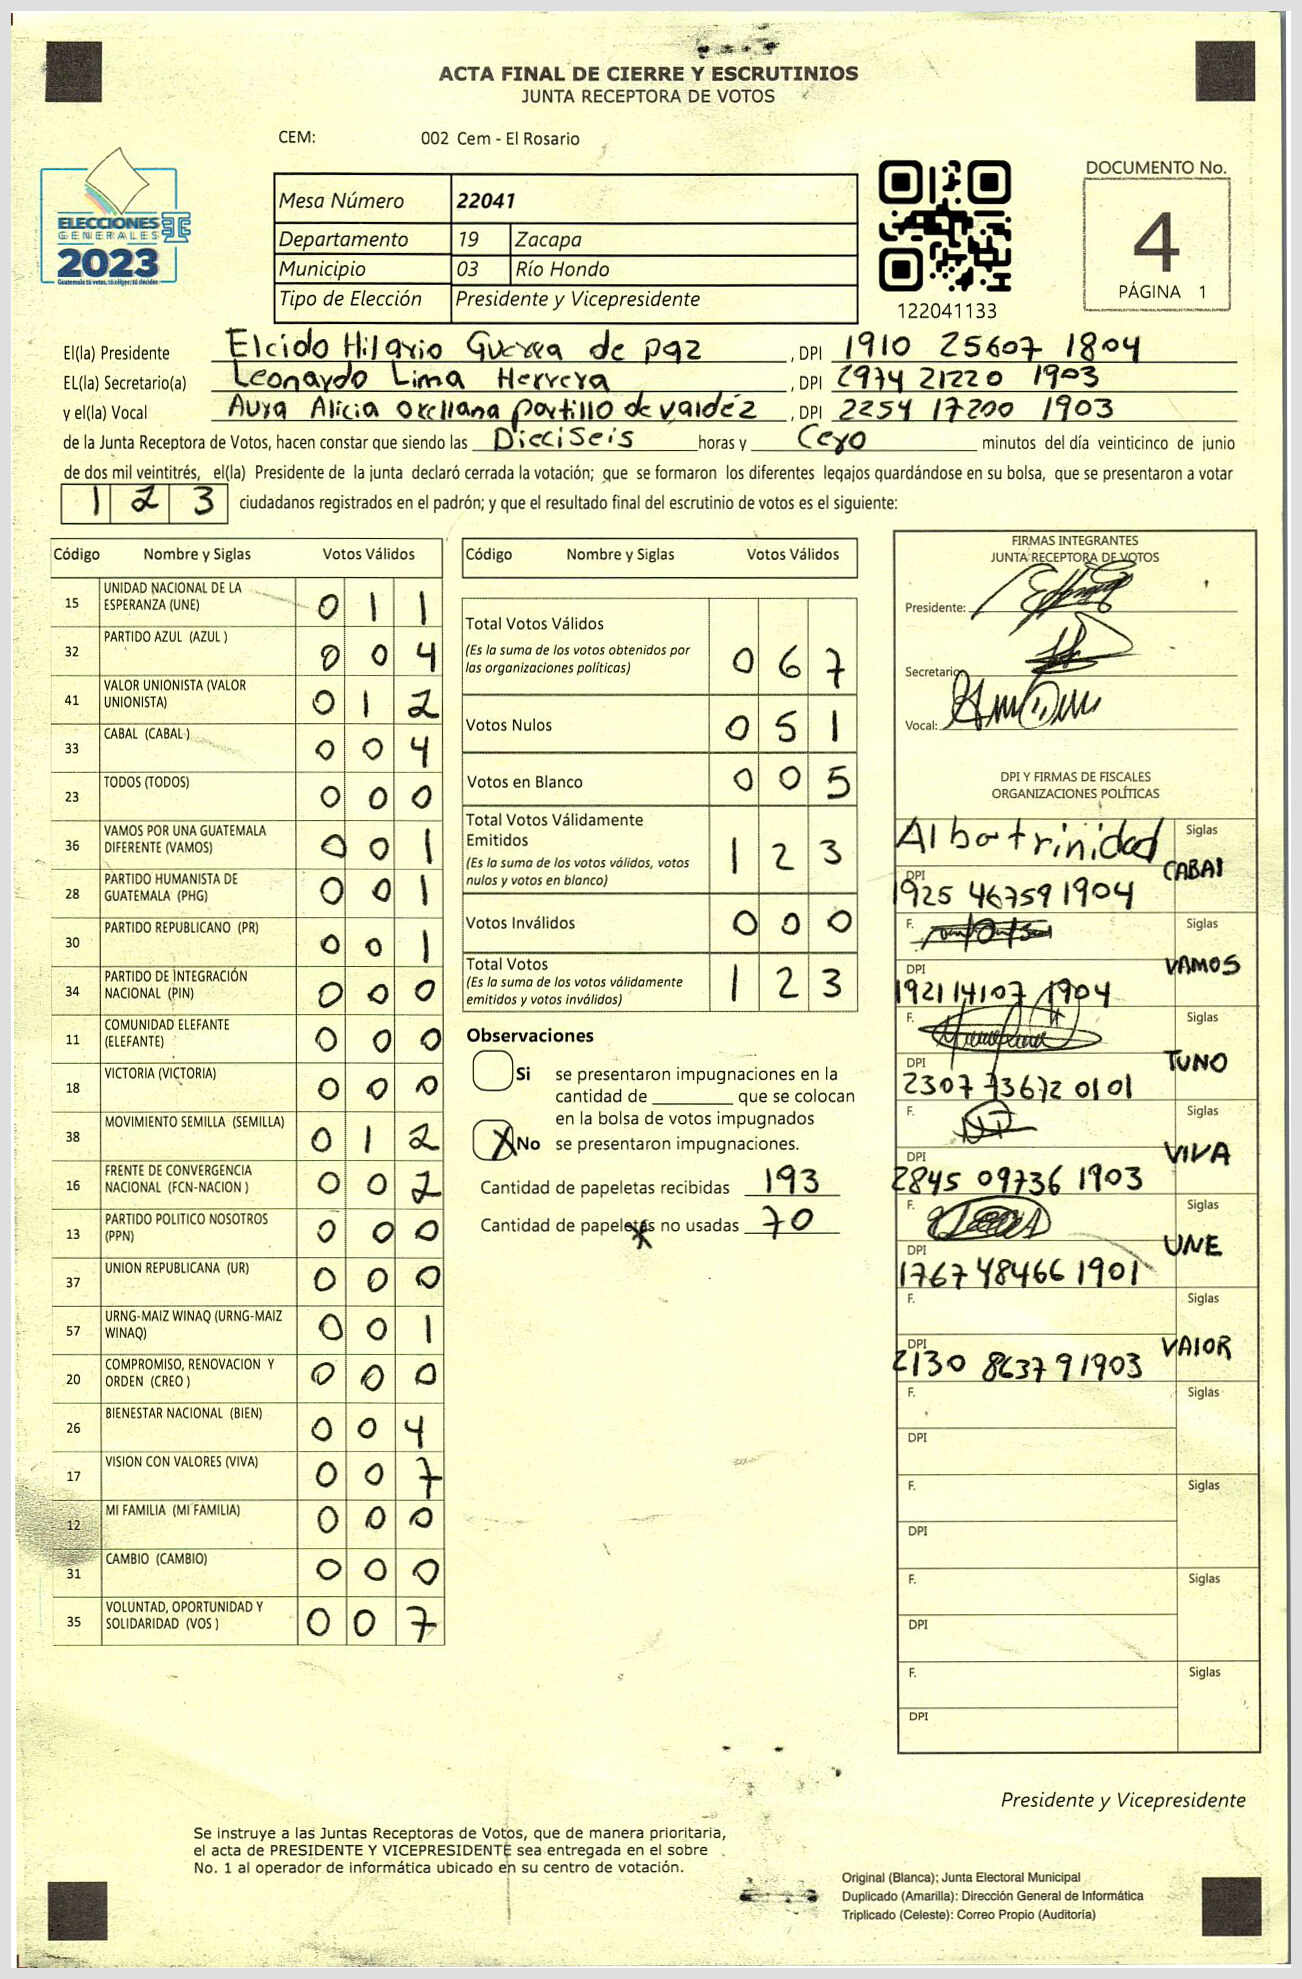 ACTA FINAL DE CIERRE Y ESCRUTINIOS
JUNTA RECEPTORA DE VOTOS
CEM: 002 Cem - El Rosario
ELECCIONES
GENERALES
2023
Guatemala tú votas, tú eliges, tú decides
Mesa Número 22041
Departamento 19 Zacapa
Municipio 03 Río Hondo
Tipo de Elección Presidente y Vicepresidente
122041133
DOCUMENTO No.
4
PÁGINA 1
El(la) Presidente Elcido Hilario Guerra de paz , DPI 1910 25607 1804
EL(la) Secretario(a) Leonardo Lima Herrera , DPI 2974 21220 1903
y el(la) Vocal Aura Alicia Orellana portillo de valdéz , DPI 2254 17200 1903
de la Junta Receptora de Votos, hacen constar que siendo las Dieciseis horas y Cero minutos del día veinticinco de junio
de dos mil veintitrés, el(la) Presidente de la junta declaró cerrada la votación; que se formaron los diferentes legajos guardándose en su bolsa, que se presentaron a votar
1 2 3 ciudadanos registrados en el padrón; y que el resultado final del escrutinio de votos es el siguiente:
Código Nombre y Siglas Votos Válidos
15 UNIDAD NACIONAL DE LA ESPERANZA (UNE) 0 1 1
32 PARTIDO AZUL (AZUL ) 0 0 4
41 VALOR UNIONISTA (VALOR UNIONISTA) 0 1 2
33 CABAL (CABAL ) 0 0 4
23 TODOS (TODOS) 0 0 0
36 VAMOS POR UNA GUATEMALA DIFERENTE (VAMOS) 0 0 1
28 PARTIDO HUMANISTA DE GUATEMALA (PHG) 0 0 1
30 PARTIDO REPUBLICANO (PR) 0 0 1
34 PARTIDO DE INTEGRACIÓN NACIONAL (PIN) 0 0 0
11 COMUNIDAD ELEFANTE (ELEFANTE) 0 0 0
18 VICTORIA (VICTORIA) 0 0 0
38 MOVIMIENTO SEMILLA (SEMILLA) 0 1 2
16 FRENTE DE CONVERGENCIA NACIONAL (FCN-NACION ) 0 0 2
13 PARTIDO POLITICO NOSOTROS (PPN) 0 0 0
37 UNION REPUBLICANA (UR) 0 0 0
57 URNG-MAIZ WINAQ (URNG-MAIZ WINAQ) 0 0 1
20 COMPROMISO, RENOVACION Y ORDEN (CREO ) 0 0 0
26 BIENESTAR NACIONAL (BIEN) 0 0 4
17 VISION CON VALORES (VIVA) 0 0 7
12 MI FAMILIA (MI FAMILIA) 0 0 0
31 CAMBIO (CAMBIO) 0 0 0
35 VOLUNTAD, OPORTUNIDAD Y SOLIDARIDAD (VOS ) 0 0 7
Código Nombre y Siglas Votos Válidos
Total Votos Válidos
(Es la suma de los votos obtenidos por
las organizaciones políticas) 0 6 7
Votos Nulos 0 5 1
Votos en Blanco 0 0 5
Total Votos Válidamente
Emitidos
(Es la suma de los votos válidos, votos
nulos y votos en blanco) 1 2 3
Votos Inválidos 0 0 0
Total Votos
(Es la suma de los votos válidamente
emitidos y votos inválidos) 1 2 3
Observaciones
Si se presentaron impugnaciones en la
cantidad de ________ que se colocan
en la bolsa de votos impugnados
X No se presentaron impugnaciones.
Cantidad de papeletas recibidas 193
Cantidad de papeletas no usadas 70
FIRMAS INTEGRANTES
JUNTA RECEPTORA DE VOTOS
Presidente:
Secretario
Vocal:
DPI Y FIRMAS DE FISCALES
ORGANIZACIONES POLÍTICAS
Alba trinidad Siglas
CABAl
DPI
1925 46759 1904
F. Siglas
VAMOS
DPI
1921 14107 1904
F. Siglas
TUNO
DPI
2307 73672 0101
F. Siglas
VIVA
DPI
2845 09736 1903
F. Siglas
UNE
DPI
1767 48466 1901
F. Siglas
VAlOR
DPI
2130 86379 1903
F. Siglas
DPI
F. Siglas
DPI
F. Siglas
DPI
F. Siglas
DPI
Presidente y Vicepresidente
Se instruye a las Juntas Receptoras de Votos, que de manera prioritaria,
el acta de PRESIDENTE Y VICEPRESIDENTE sea entregada en el sobre
No. 1 al operador de informática ubicado en su centro de votación.
Original (Blanca); Junta Electoral Municipal
Duplicado (Amarilla): Dirección General de Informática
Triplicado (Celeste): Correo Propio (Auditoría)